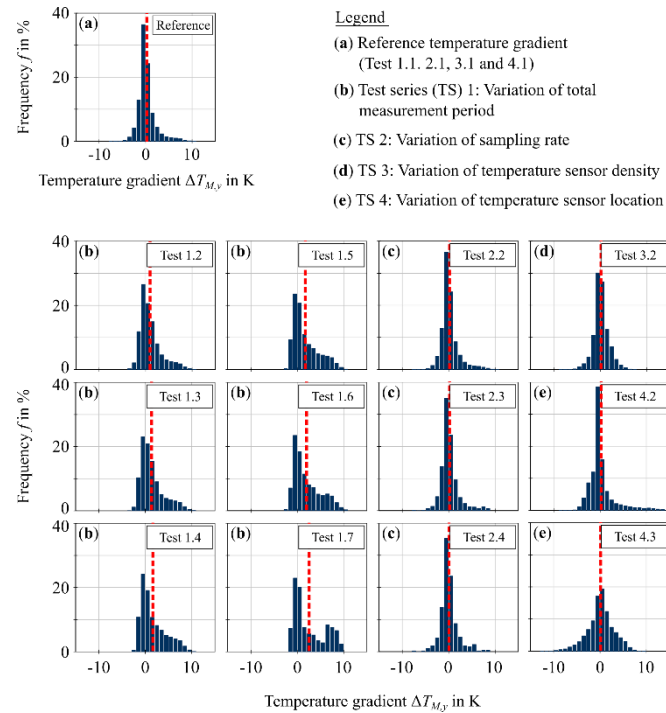 (a) Reference
40
20
0
-10 0 10
Frequency f in %
Temperature gradient ΔT_M,y in K
Legend
(a) Reference temperature gradient
(Test 1.1. 2.1, 3.1 and 4.1)
(b) Test series (TS) 1: Variation of total
measurement period
(c) TS 2: Variation of sampling rate
(d) TS 3: Variation of temperature sensor density
(e) TS 4: Variation of temperature sensor location
40
20
0
(b) Test 1.2
(b) Test 1.5
(c) Test 2.2
(d) Test 3.2
40
20
0
(b) Test 1.3
(b) Test 1.6
(c) Test 2.3
(e) Test 4.2
40
20
0
(b) Test 1.4
(b) Test 1.7
(c) Test 2.4
(e) Test 4.3
-10 0 10
-10 0 10
-10 0 10
-10 0 10
Frequency f in %
Temperature gradient ΔT_M,y in K